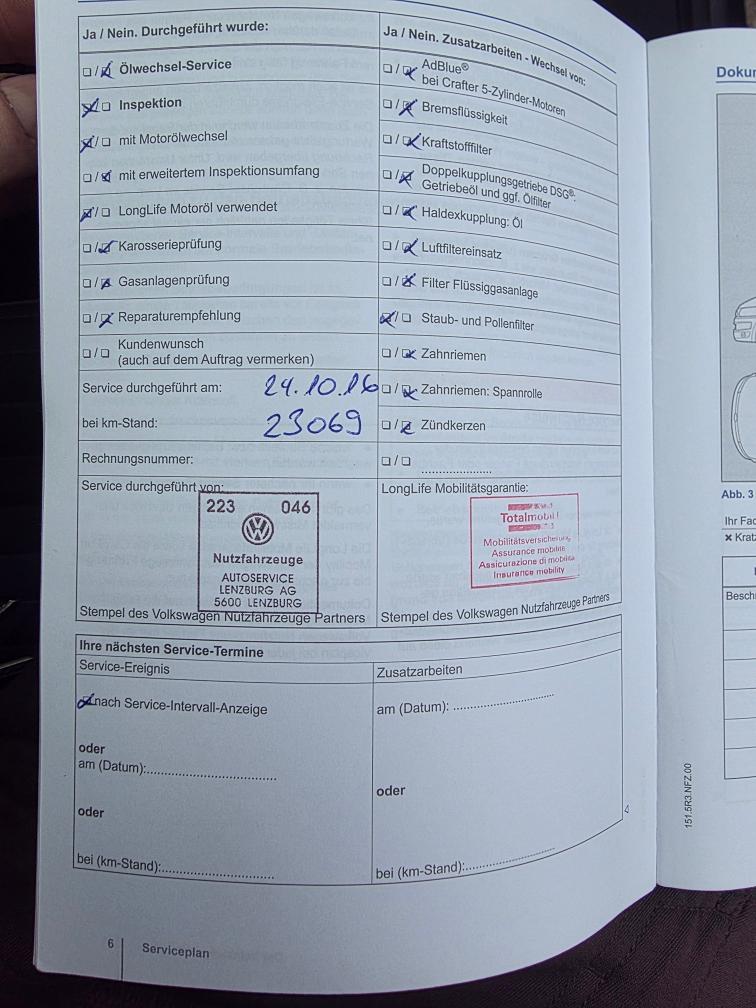 Ja / Nein. Durchgeführt wurde:
❑ / ❑ Ölwechsel-Service
❑ / ❑ Inspektion
❑ / ❑ mit Motorölwechsel
❑ / ❑ mit erweitertem Inspektionsumfang
❑ / ❑ LongLife Motoröl verwendet
❑ / ❑ Karosserieprüfung
❑ / ❑ Gasanlagenprüfung
❑ / ❑ Reparaturempfehlung
❑ / ❑ Kundenwunsch
(auch auf dem Auftrag vermerken)
Service durchgeführt am: 24.10.16
bei km-Stand: 23069
Rechnungsnummer:
Service durchgeführt von:
223 046
Nutzfahrzeuge
AUTOSERVICE
LENZBURG AG
5600 LENZBURG
Stempel des Volkswagen Nutzfahrzeuge Partners
Ja / Nein. Zusatzarbeiten - Wechsel von:
❑ / ❑ AdBlue®
bei Crafter 5-Zylinder-Motoren
❑ / ❑ Bremsflüssigkeit
❑ / ❑ Kraftstofffilter
❑ / ❑ Doppelkupplungsgetriebe DSG®:
Getriebeöl und ggf. Ölfilter
❑ / ❑ Haldexkupplung: Öl
❑ / ❑ Luftfiltereinsatz
❑ / ❑ Filter Flüssiggasanlage
❑ / ❑ Staub- und Pollenfilter
❑ / ❑ Zahnriemen
❑ / ❑ Zahnriemen: Spannrolle
❑ / ❑ Zündkerzen
❑ / ❑ ....................
LongLife Mobilitätsgarantie:
Totalmobil!
Mobilitätsversicherung
Assurance mobilité
Assicurazione di mobilità
Insurance mobility
Stempel des Volkswagen Nutzfahrzeuge Partners
Ihre nächsten Service-Termine
Service-Ereignis
nach Service-Intervall-Anzeige
oder
am (Datum):
oder
bei (km-Stand):
Zusatzarbeiten
am (Datum):
oder
bei (km-Stand):
6 Serviceplan
151.5R3.NFZ.00
Abb. 3